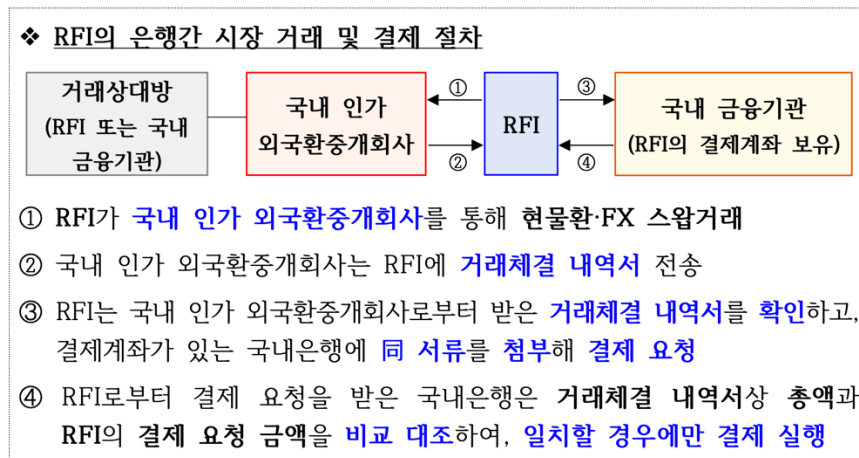 ❖ RFI의 은행간 시장 거래 및 결제 절차
거래상대방
(RFI 또는 국내
금융기관)
국내 인가
외국환중개회사
①
②
RFI
③
④
국내 금융기관
(RFI의 결제계좌 보유)
① RFI가 국내 인가 외국환중개회사를 통해 현물환·FX 스왑거래
② 국내 인가 외국환중개회사는 RFI에 거래체결 내역서 전송
③ RFI는 국내 인가 외국환중개회사로부터 받은 거래체결 내역서를 확인하고,
결제계좌가 있는 국내은행에 同 서류를 첨부해 결제 요청
④ RFI로부터 결제 요청을 받은 국내은행은 거래체결 내역서상 총액과
RFI의 결제 요청 금액을 비교 대조하여, 일치할 경우에만 결제 실행